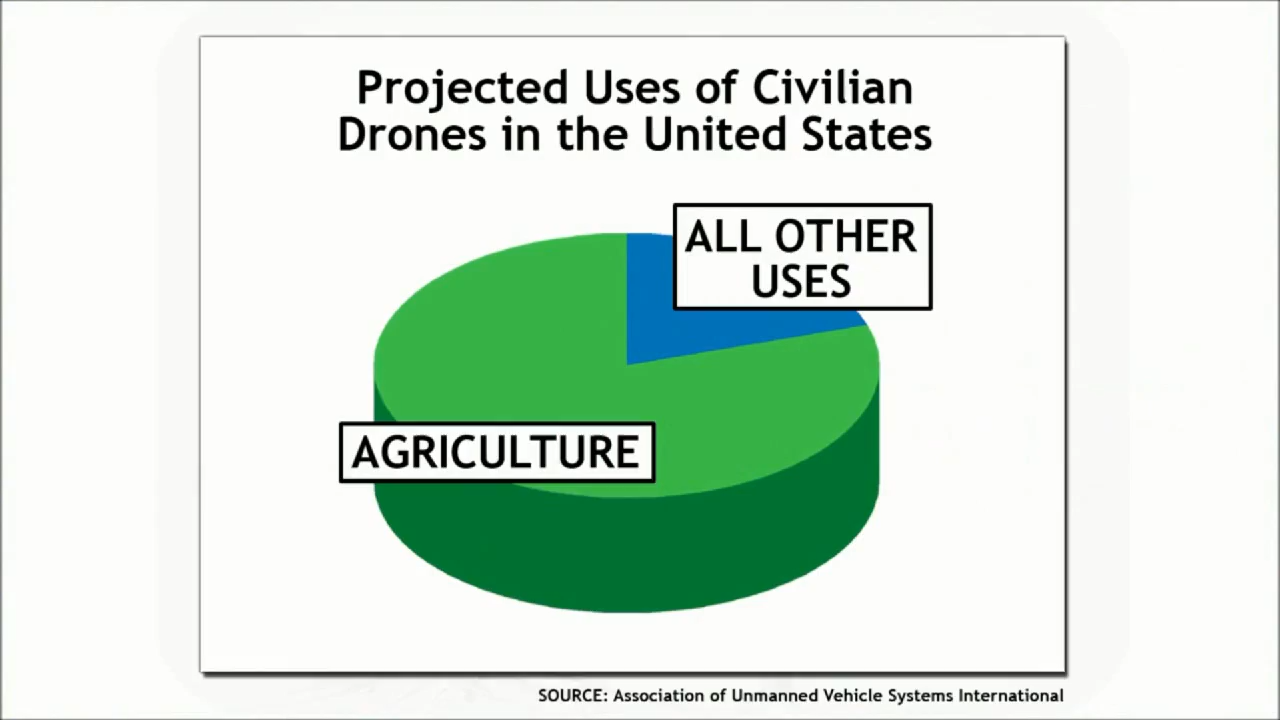 Projected Uses of Civilian
Drones in the United States
ALL OTHER
USES
AGRICULTURE
SOURCE: Association of Unmanned Vehicle Systems International